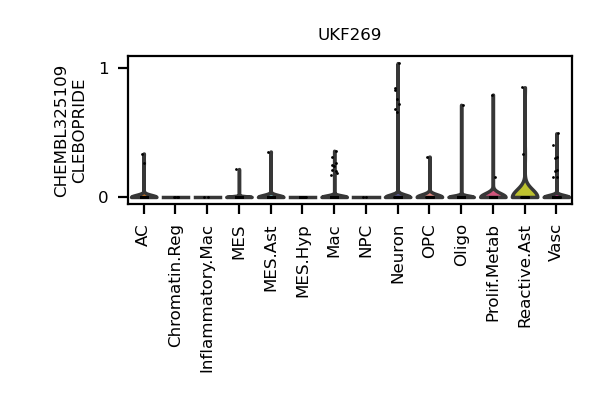 UKF269
CHEMBL325109
CLEBOPRIDE
1
0
AC
Chromatin.Reg
Inflammatory.Mac
MES
MES.Ast
MES.Hyp
Mac
NPC
Neuron
OPC
Oligo
Prolif.Metab
Reactive.Ast
Vasc